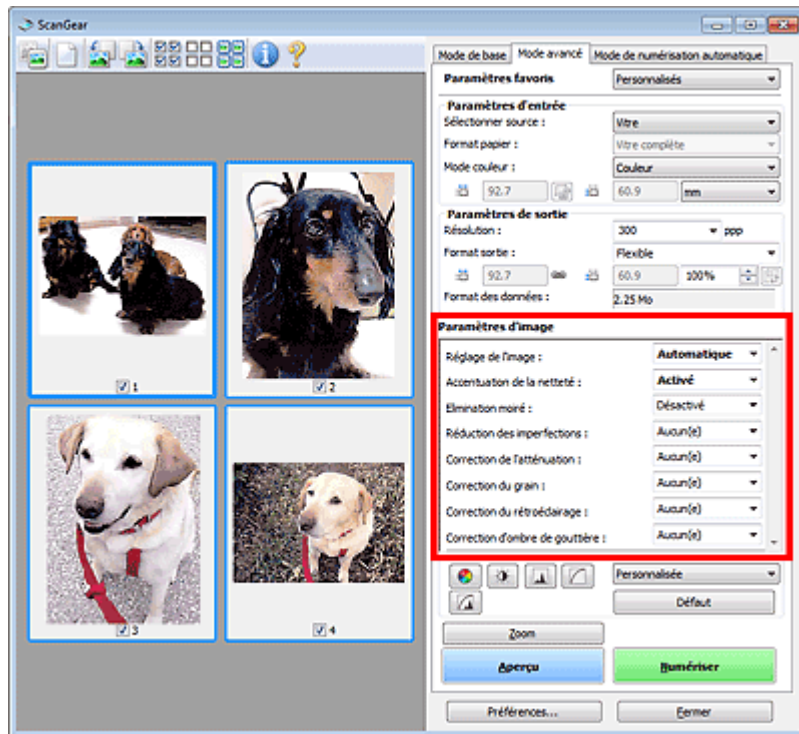 ScanGear
Mode de base Mode avancé Mode de numérisation automatique
Paramètres favoris Personnalisés
Paramètres d'entrée
Sélectionner source : Vitre
Format papier : Vitre complète
Mode couleur : Couleur
92.7 60.9 mm
Paramètres de sortie
Résolution : 300 ppp
Format sortie : Flexible
92.7 60.9 100%
Format des données : 2.25 Mo
Paramètres d'image
Réglage de l'image : Automatique
Accentuation de la netteté : Activé
Elimination moiré : Désactivé
Réduction des imperfections : Aucun(e)
Correction de l'atténuation : Aucun(e)
Correction du grain : Aucun(e)
Correction du rétroéclairage : Aucun(e)
Correction d'ombre de gouttière : Aucun(e)
Personnalisée
Défaut
Zoom
Aperçu Numériser
Préférences... Fermer
1 2
3 4